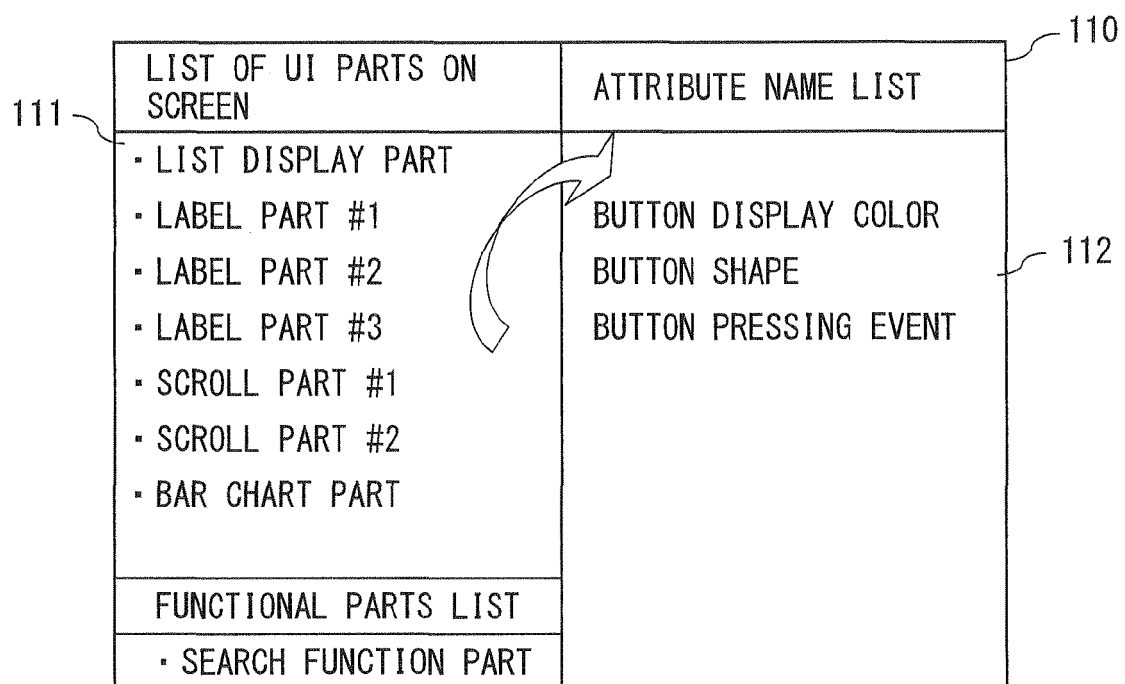 110
LIST OF UI PARTS ON
SCREEN
ATTRIBUTE NAME LIST
111
· LIST DISPLAY PART
· LABEL PART #1
· LABEL PART #2
· LABEL PART #3
· SCROLL PART #1
· SCROLL PART #2
· BAR CHART PART
BUTTON DISPLAY COLOR
BUTTON SHAPE
BUTTON PRESSING EVENT
112
FUNCTIONAL PARTS LIST
· SEARCH FUNCTION PART